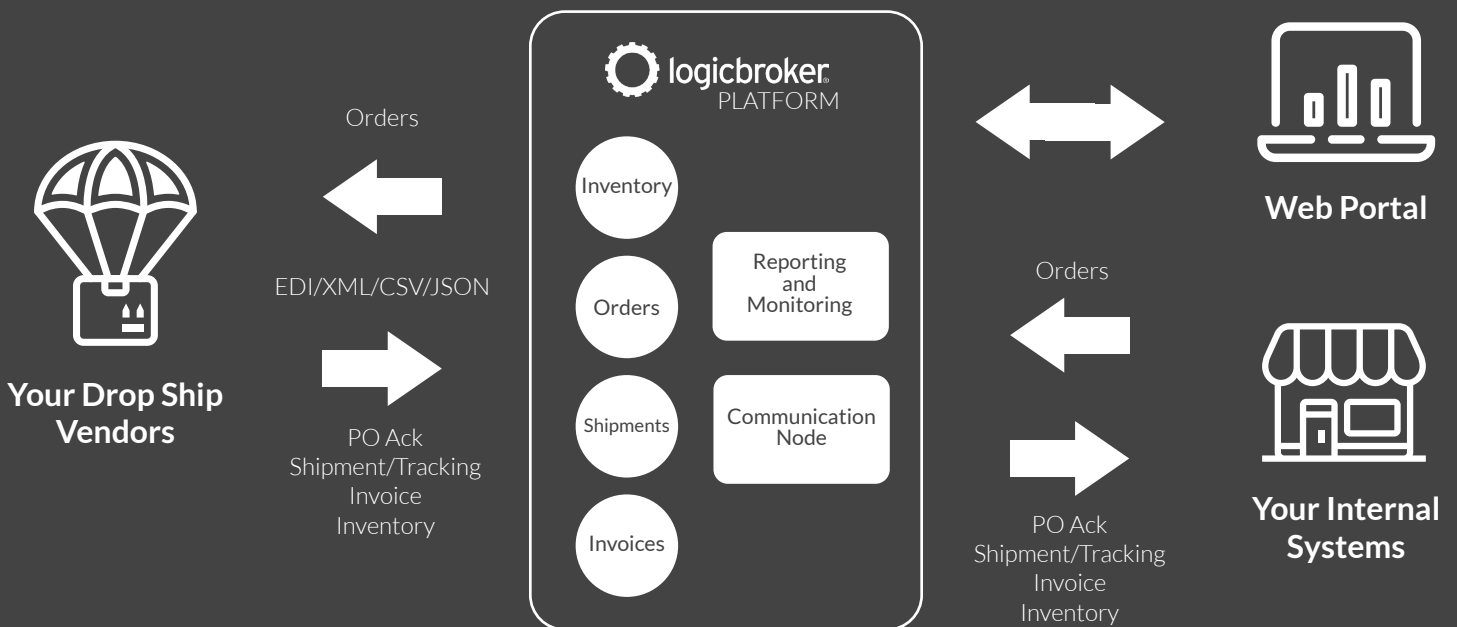 Orders
EDI/XML/CSV/JSON
PO Ack
Shipment/Tracking
Invoice
Inventory
Your Drop Ship
Vendors
logicbroker®
PLATFORM
Inventory
Orders
Shipments
Invoices
Reporting
and
Monitoring
Communication
Node
Web Portal
Orders
PO Ack
Shipment/Tracking
Invoice
Inventory
Your Internal
Systems